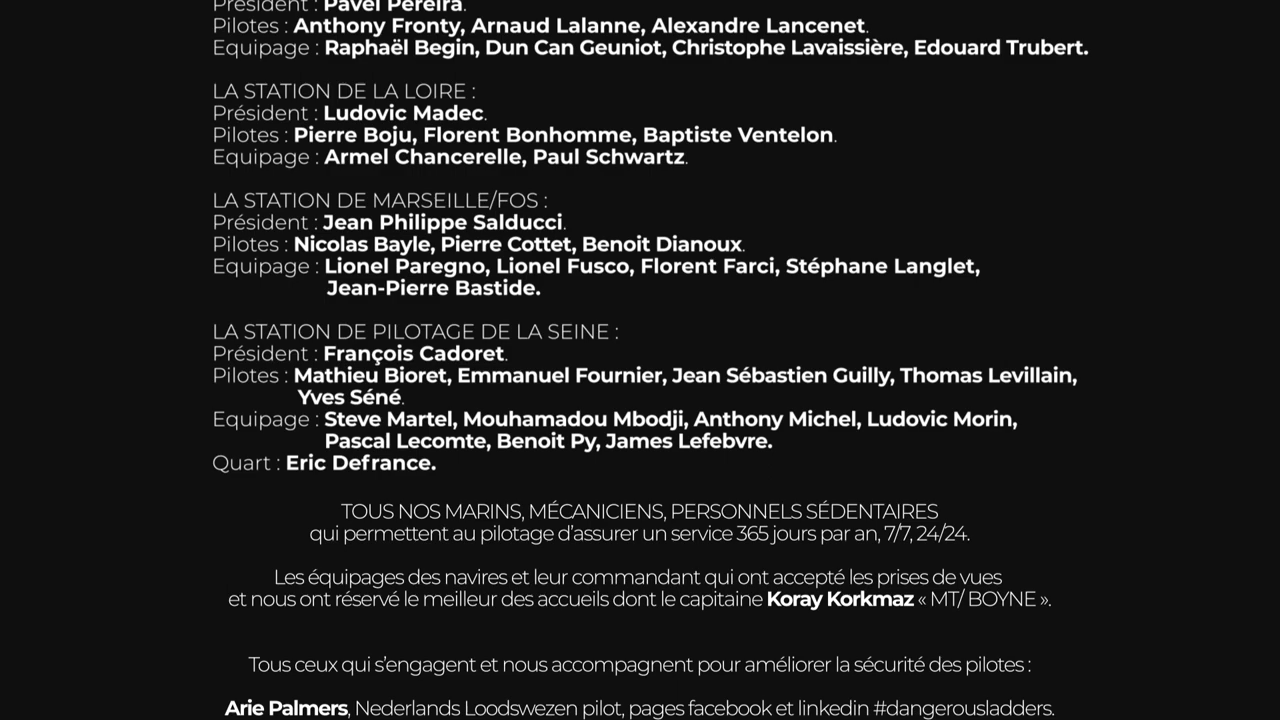 Président : Pavel Pereira.
Pilotes : Anthony Fronty, Arnaud Lalanne, Alexandre Lancenet.
Equipage : Raphaël Begin, Dun Can Geuniot, Christophe Lavaissière, Edouard Trubert.
LA STATION DE LA LOIRE :
Président : Ludovic Madec.
Pilotes : Pierre Boju, Florent Bonhomme, Baptiste Ventelon.
Equipage : Armel Chancerelle, Paul Schwartz.
LA STATION DE MARSEILLE/FOS :
Président : Jean Philippe Salducci.
Pilotes : Nicolas Bayle, Pierre Cottet, Benoit Dianoux.
Equipage : Lionel Paregno, Lionel Fusco, Florent Farci, Stéphane Langlet,
Jean-Pierre Bastide.
LA STATION DE PILOTAGE DE LA SEINE :
Président : François Cadoret.
Pilotes : Mathieu Bioret, Emmanuel Fournier, Jean Sébastien Guilly, Thomas Levillain,
Yves Séné.
Equipage : Steve Martel, Mouhamadou Mbodji, Anthony Michel, Ludovic Morin,
Pascal Lecomte, Benoit Py, James Lefebvre.
Quart : Eric Defrance.
TOUS NOS MARINS, MÉCANICIENS, PERSONNELS SÉDENTAIRES
qui permettent au pilotage d'assurer un service 365 jours par an, 7/7, 24/24.
Les équipages des navires et leur commandant qui ont accepté les prises de vues
et nous ont réservé le meilleur des accueils dont le capitaine Koray Korkmaz « MT/ BOYNE ».
Tous ceux qui s'engagent et nous accompagnent pour améliorer la sécurité des pilotes :
Arie Palmers, Nederlands Loodswezen pilot, pages facebook et linkedin #dangerousladders.